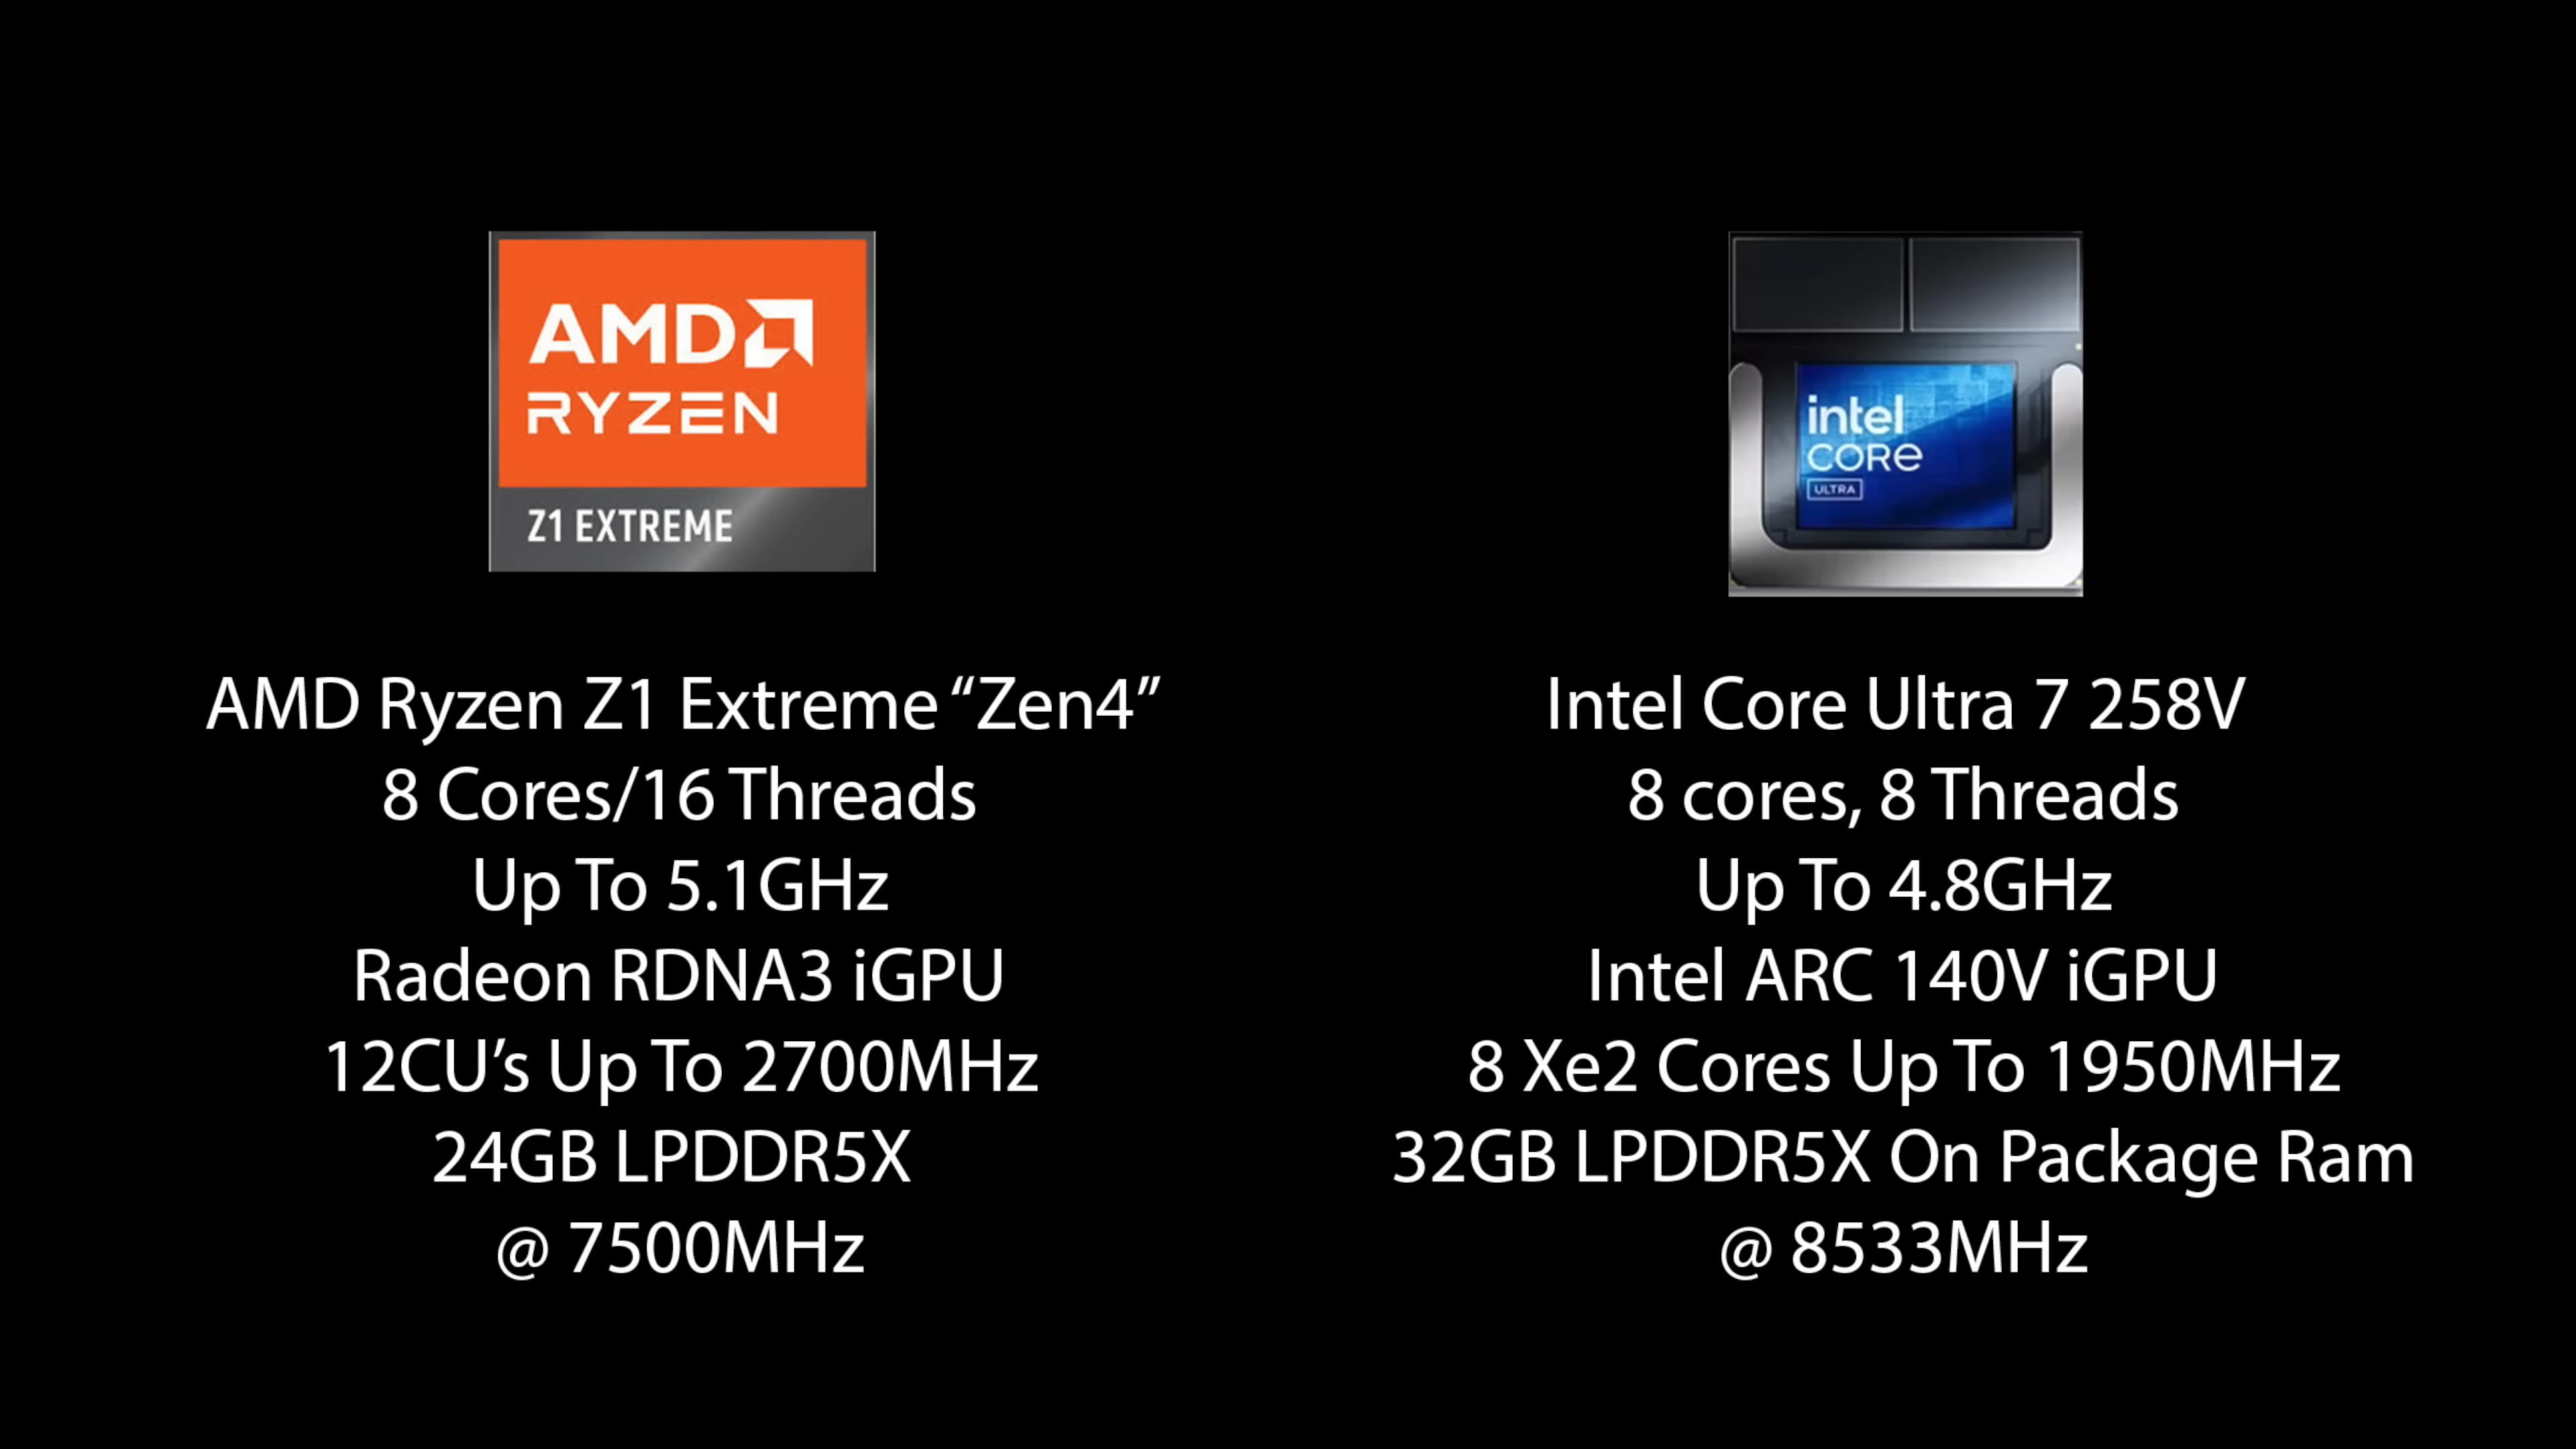 AMD
RYZEN
Z1 EXTREME
AMD Ryzen Z1 Extreme “Zen4”
8 Cores/16 Threads
Up To 5.1GHz
Radeon RDNA3 iGPU
12CU’s Up To 2700MHz
24GB LPDDR5X
@ 7500MHz
intel
CORE
ULTRA
Intel Core Ultra 7 258V
8 cores, 8 Threads
Up To 4.8GHz
Intel ARC 140V iGPU
8 Xe2 Cores Up To 1950MHz
32GB LPDDR5X On Package Ram
@ 8533MHz